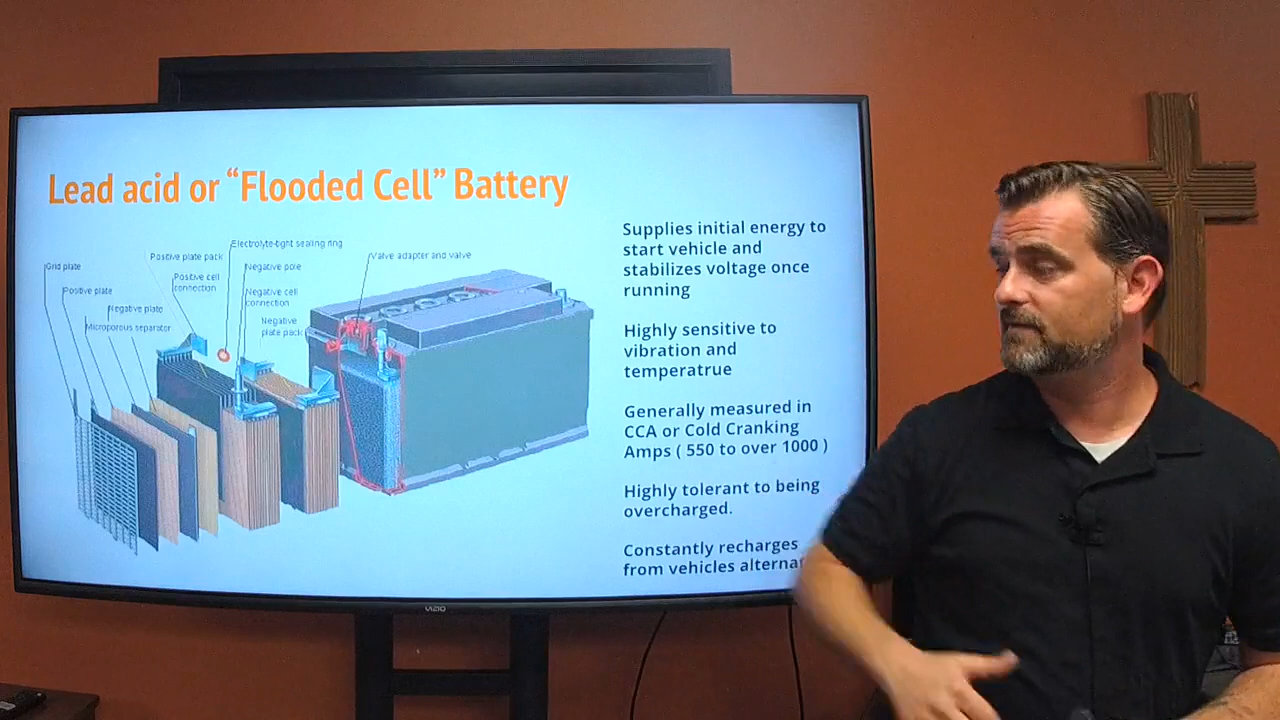 Lead acid or “Flooded Cell” Battery
Electrolyte-tight sealing ring
Positive plate pack
Valve adapter and valve
Grid plate
Negative pole
Positive cell
connection
Positive plate
Negative cell
connection
Negative plate
Negative
plate pack
Microporous separator
Supplies initial energy to
start vehicle and
stabilizes voltage once
running
Highly sensitive to
vibration and
temperatrue
Generally measured in
CCA or Cold Cranking
Amps ( 550 to over 1000 )
Highly tolerant to being
overcharged.
Constantly recharges
from vehicles alterna
VIZIO